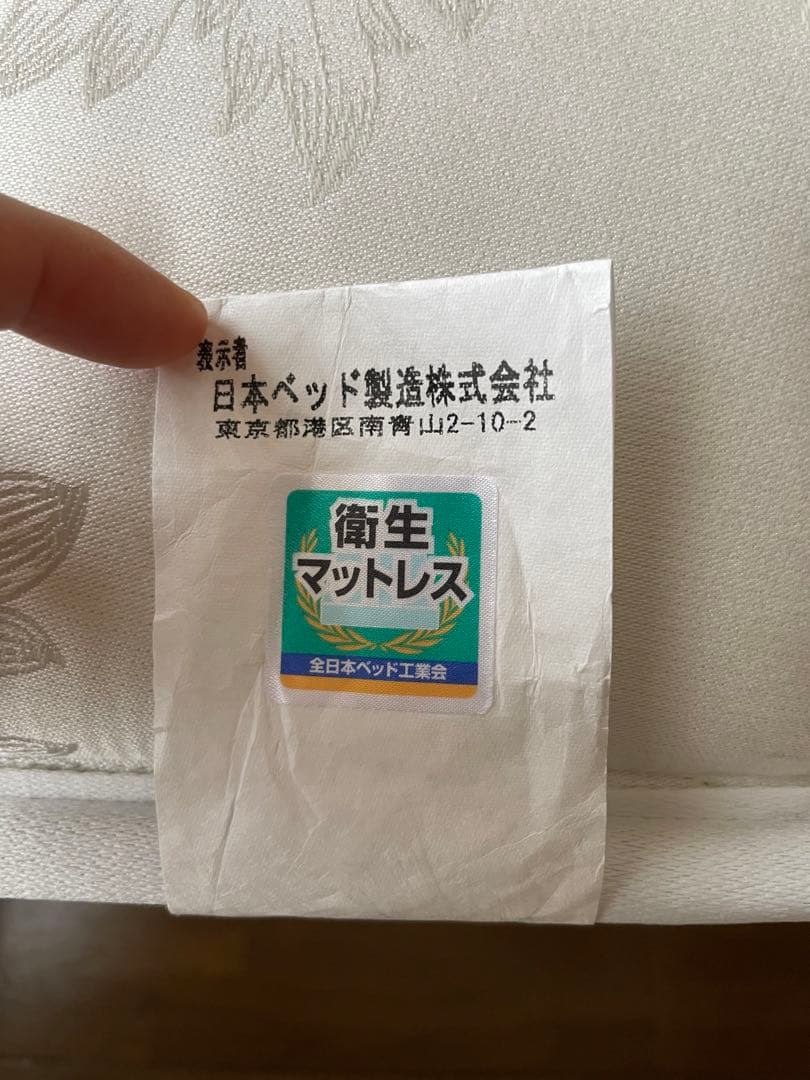 表示者
日本ベッド製造株式会社
東京都港区南青山2-10-2
衛生
マットレス
全日本ベッド工業会